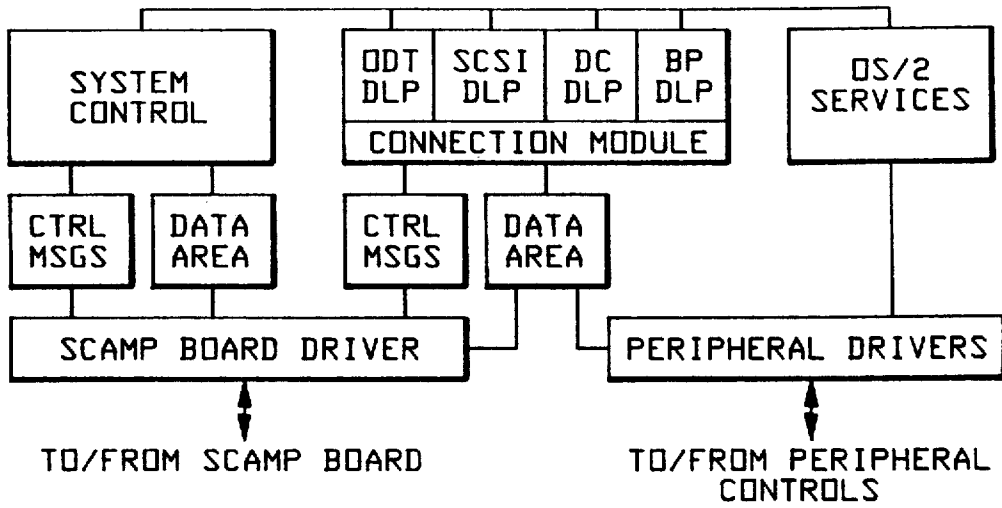 SYSTEM
CONTROL
ODT
DLP
SCSI
DLP
DC
DLP
BP
DLP
CONNECTION MODULE
OS/2
SERVICES
CTRL
MSGS
DATA
AREA
CTRL
MSGS
DATA
AREA
SCAMP BOARD DRIVER
PERIPHERAL DRIVERS
TO/FROM SCAMP BOARD
TO/FROM PERIPHERAL
CONTROLS